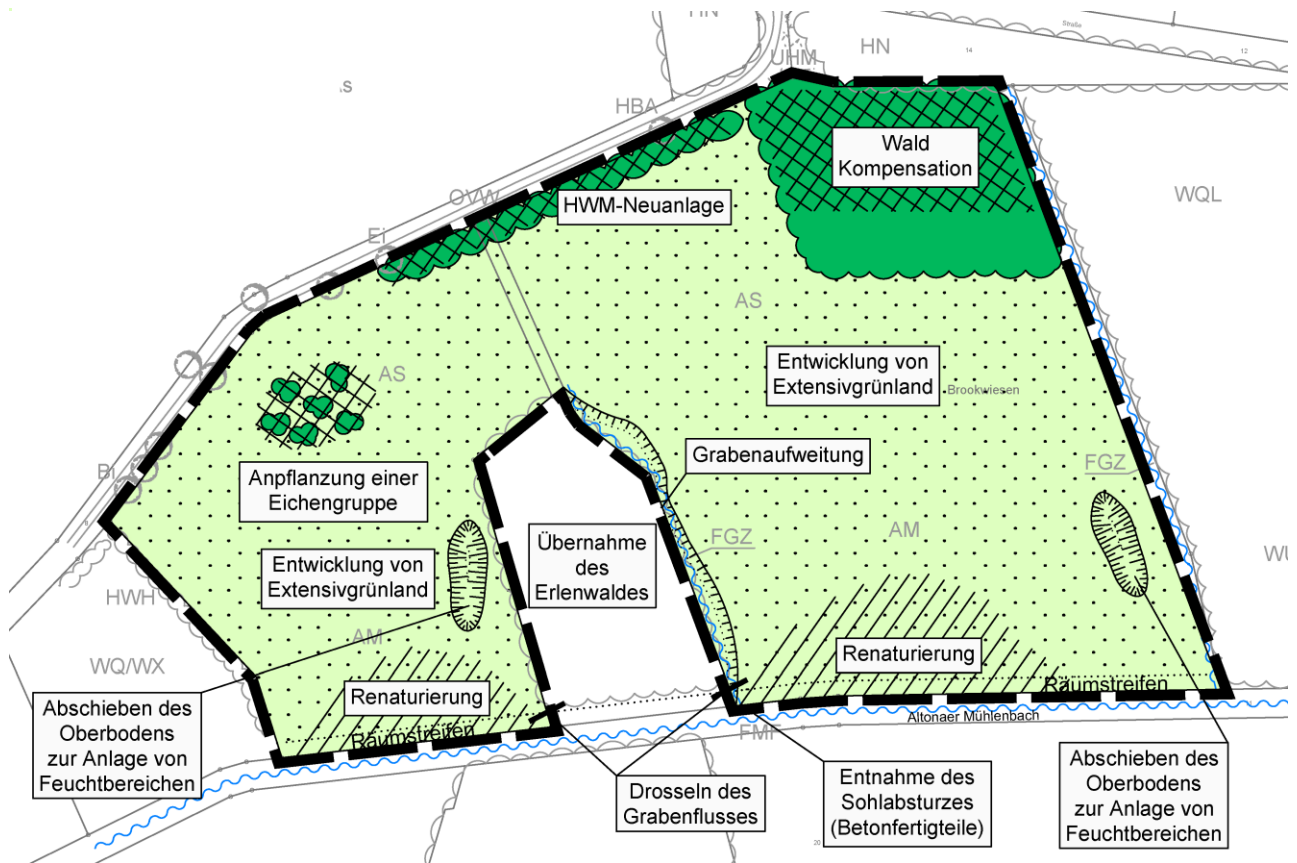 HN
Straße
14
12
HN
UHM
.s
HBA
Wald
Kompensation
WQL
OVW
HWM-Neuanlage
Ei
AS
Entwicklung von
Extensivgrünland
Brookwiesen
AS
Grabenaufweitung
FGZ
Bi
Anpflanzung einer
Eichengruppe
8
Übernahme
des
Erlenwaldes
FGZ
AM
Entwicklung von
Extensivgrünland
HWH
AM
WQ/WX
Renaturierung
Renaturierung
Räumstreifen
Räumstreifen
Altonaer Mühlenbach
FMF
Abschieben des
Oberbodens
zur Anlage von
Feuchtbereichen
Drosseln des
Grabenflusses
Entnahme des
Sohlabsturzes
(Betonfertigteile)
Abschieben des
Oberbodens
zur Anlage von
Feuchtbereichen
20